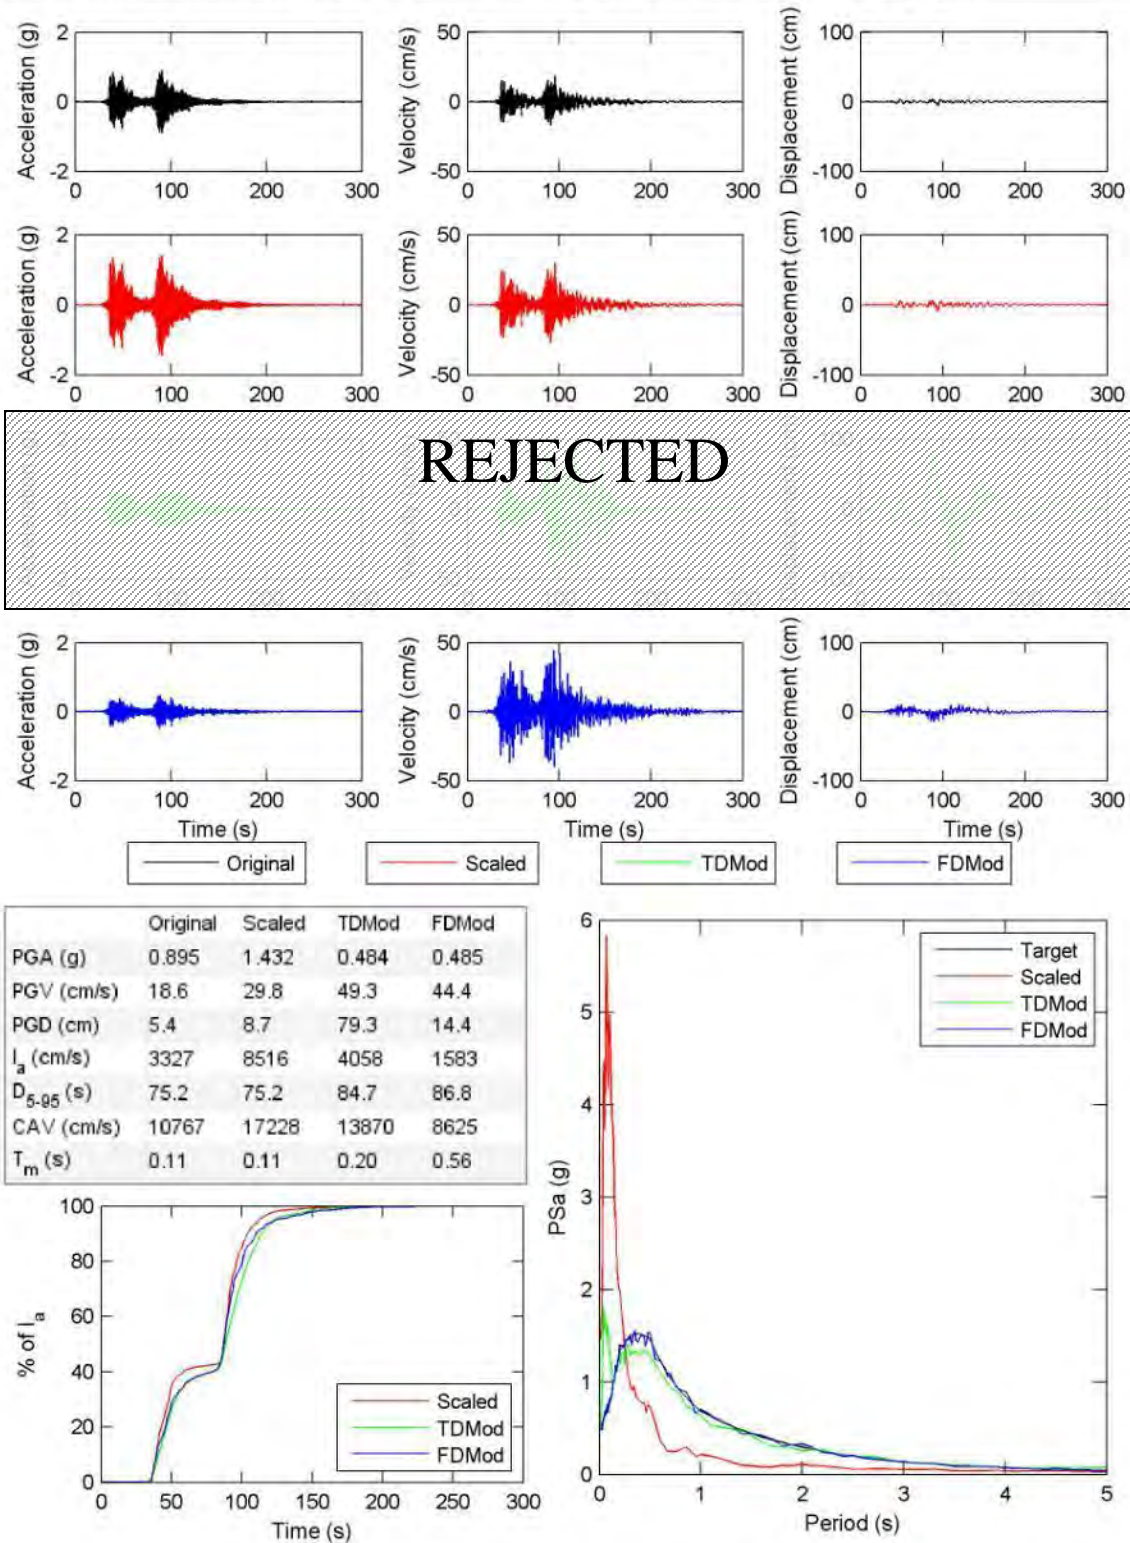 Acceleration (g)
2
0
-2
0 100 200 300
Velocity (cm/s)
50
0
-50
0 100 200 300
Displacement (cm)
100
0
-100
0 100 200 300
Acceleration (g)
2
0
-2
0 100 200 300
Velocity (cm/s)
50
0
-50
0 100 200 300
Displacement (cm)
100
0
-100
0 100 200 300
REJECTED
Acceleration (g)
2
0
-2
0 100 200 300
Time (s)
Velocity (cm/s)
50
0
-50
0 100 200 300
Time (s)
Displacement (cm)
100
0
-100
0 100 200 300
Time (s)
Original
Scaled
TDMod
FDMod
Original Scaled TDMod FDMod
PGA (g) 0.895 1.432 0.484 0.485
PGV (cm/s) 18.6 29.8 49.3 44.4
PGD (cm) 5.4 8.7 79.3 14.4
Ia (cm/s) 3327 8516 4058 1583
D5-95 (s) 75.2 75.2 84.7 86.8
CAV (cm/s) 10767 17228 13870 8625
Tm (s) 0.11 0.11 0.20 0.56
% of Ia
100
80
60
40
20
0
0 50 100 150 200 250 300
Time (s)
Scaled
TDMod
FDMod
PSa (g)
6
5
4
3
2
1
0
0 1 2 3 4 5
Period (s)
Target
Scaled
TDMod
FDMod